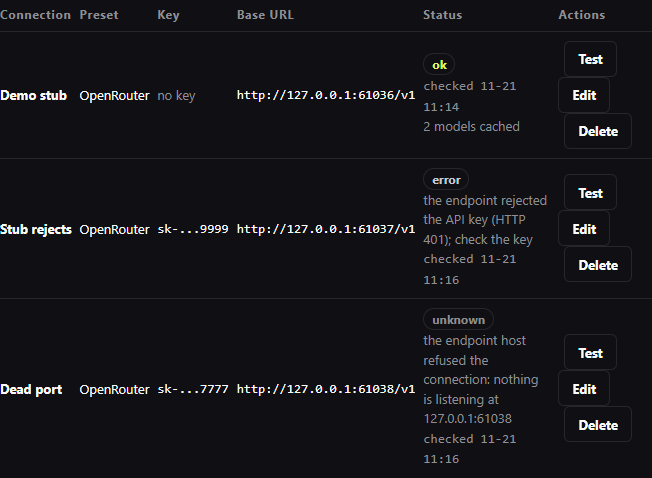 Connection Preset Key Base URL Status Actions
Demo stub OpenRouter no key http://127.0.0.1:61036/v1
ok
checked 11-21
11:14
2 models cached
Test
Edit
Delete
Stub rejects OpenRouter sk-...9999 http://127.0.0.1:61037/v1
error
the endpoint rejected
the API key (HTTP
401); check the key
checked 11-21
11:16
Test
Edit
Delete
Dead port OpenRouter sk-...7777 http://127.0.0.1:61038/v1
unknown
the endpoint host
refused the
connection: nothing
is listening at
127.0.0.1:61038
checked 11-21
11:16
Test
Edit
Delete